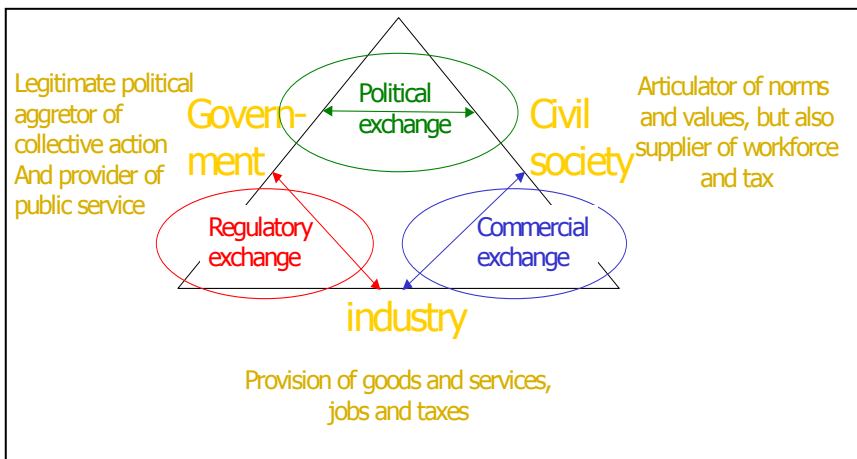 Legitimate political
aggretor of
collective action
And provider of
public service
Govern-
ment
Political
exchange
Civil
society
Articulator of norms
and values, but also
supplier of workforce
and tax
Regulatory
exchange
Commercial
exchange
industry
Provision of goods and services,
jobs and taxes